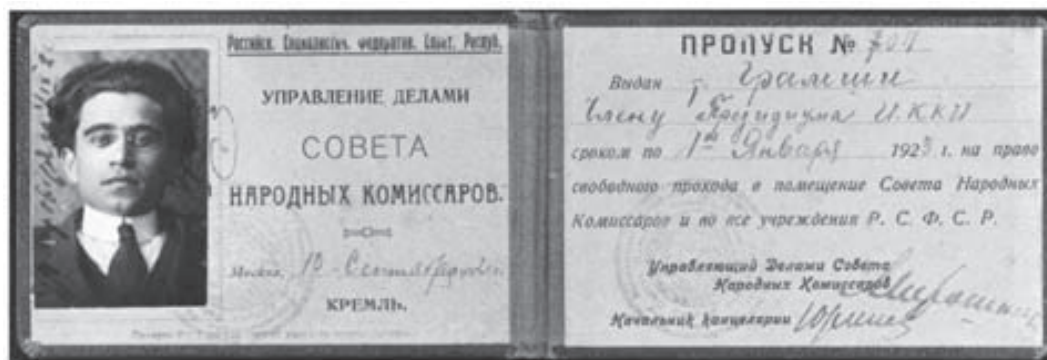 Российск. Социалистич. федератив. Совет. Респуб.
УПРАВЛЕНИЕ ДЕЛАМИ
СОВЕТА
НАРОДНЫХ КОМИССАРОВ.
Москва, 10 - Сентября
КРЕМЛЬ.
ПРОПУСК №
Выдан т. Грамши
Члену Президиума И.К.К.И
сроком по 1ое Января 1923 г. на право
свободного прохода в помещение Совета Народных
Комиссаров и во все учреждения Р. С. Ф. С. Р.
Управляющий Делами Совета
Народных Комиссаров
Начальник канцелярии